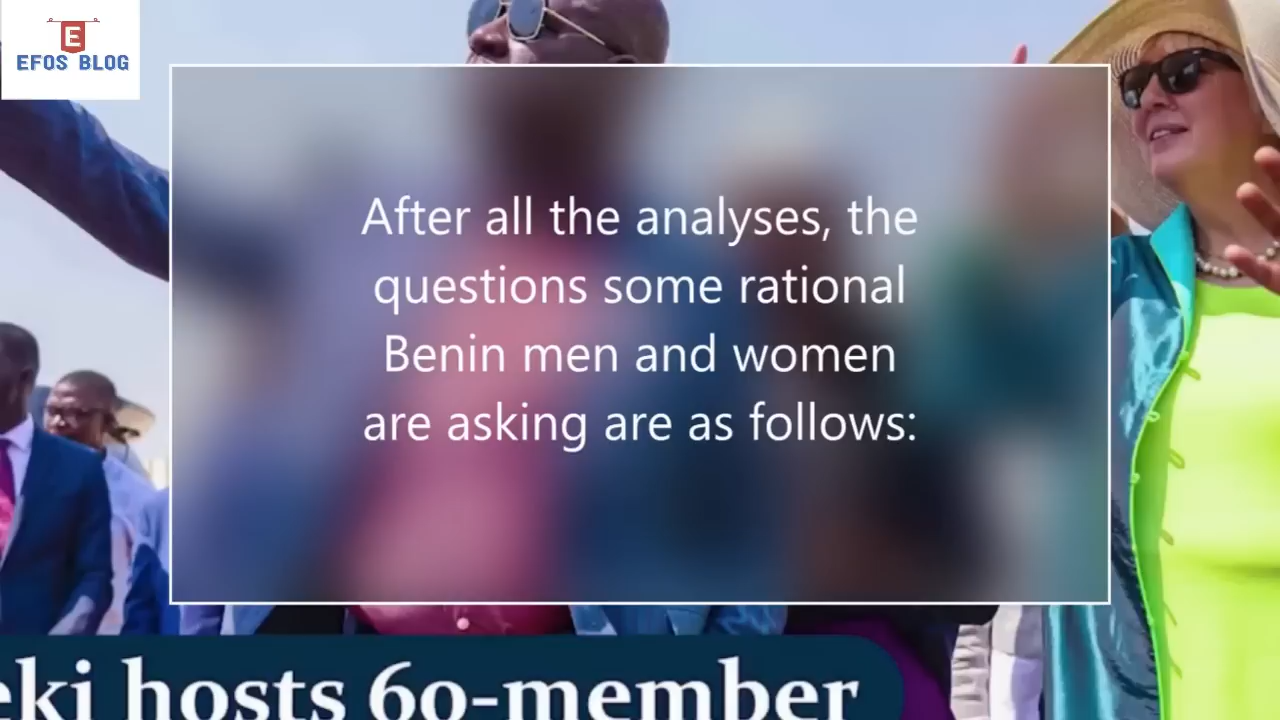 E
EFOS BLOG
After all the analyses, the
questions some rational
Benin men and women
are asking are as follows:
eki hosts 60-member